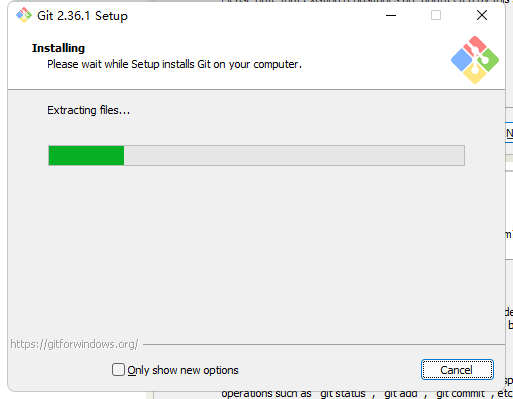 Git 2.36.1 Setup
Installing
Please wait while Setup installs Git on your computer.
Extracting files...
N
https://gitforwindows.org/
Only show new options
Cancel
operations such as "git status", "git add", "git commit", etc